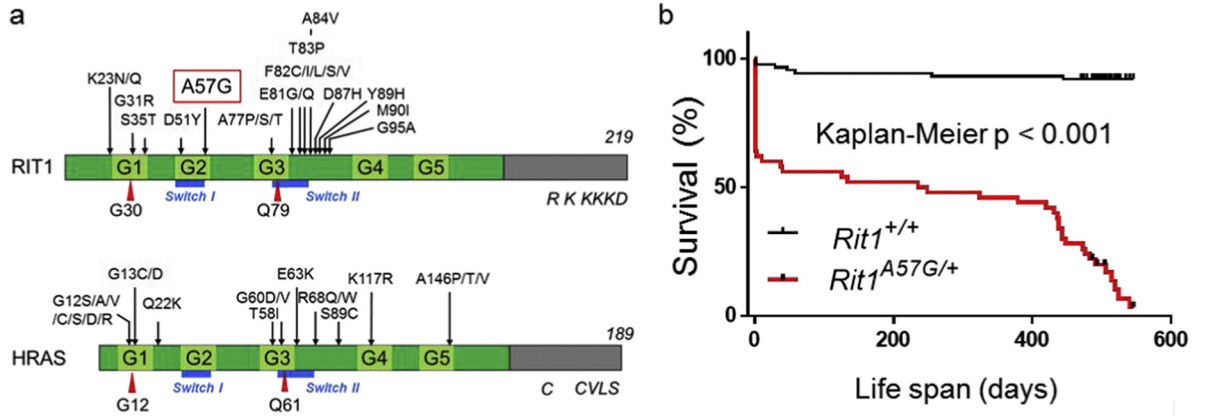 a
A84V
T83P
K23N/Q
A57G
F82C/I/L/S/V
G31R
E81G/Q
D87H
Y89H
S35T
D51Y
A77P/S/T
M90I
G95A
219
RIT1
G1
G2
G3
G4
G5
Switch I
Switch II
R K KKKD
G30
Q79
G13C/D
E63K
K117R
A146P/T/V
G12S/A/V
/C/S/D/R
Q22K
G60D/V
R68Q/W
T58I
S89C
189
HRAS
G1
G2
G3
G4
G5
Switch I
Switch II
C CVLS
G12
Q61
b
Survival (%)
100
50
0
Kaplan-Meier p < 0.001
Rit1+/+
Rit1A57G/+
0
200
400
600
Life span (days)